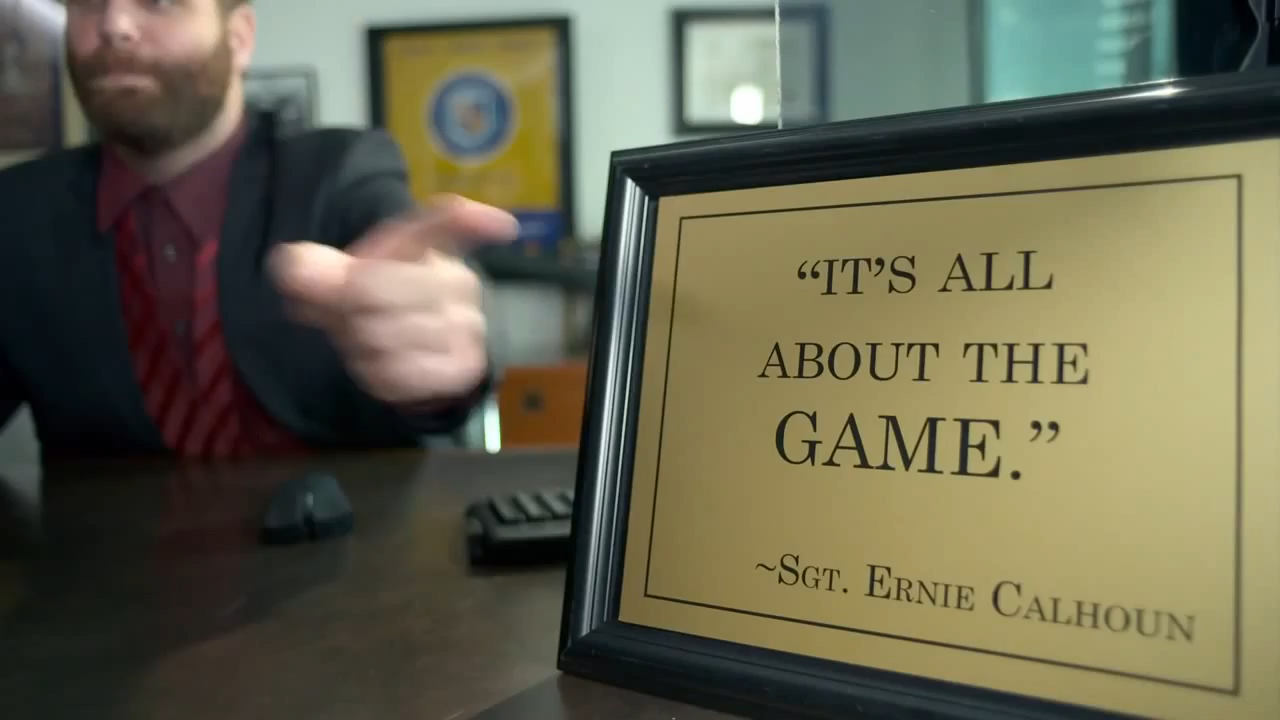 “IT’S ALL
ABOUT THE
GAME.”
~SGT. ERNIE CALHOUN